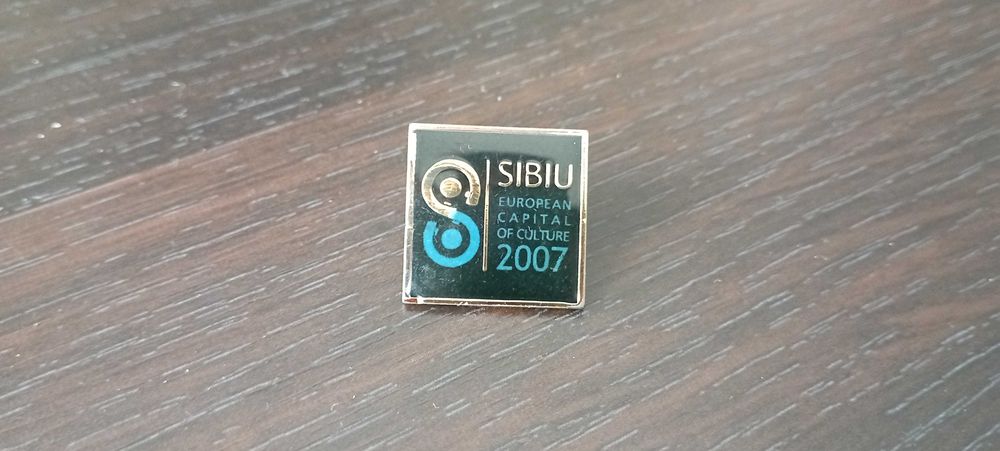 SIBIU
EUROPEAN
CAPITAL
OF CULTURE
2007